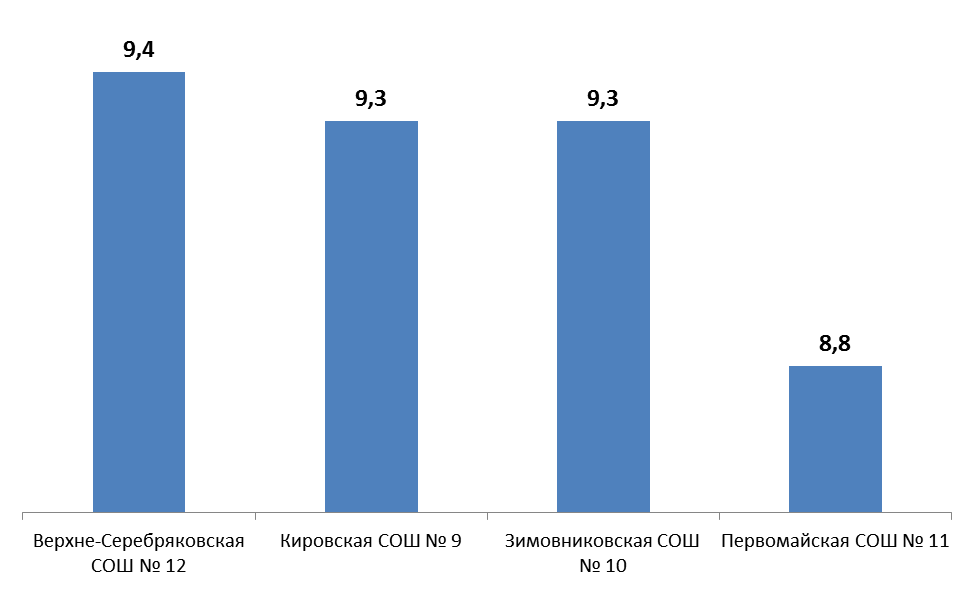 9,4
9,3
9,3
8,8
Верхне-Серебряковская
СОШ № 12
Кировская СОШ № 9
Зимовниковская СОШ
№ 10
Первомайская СОШ № 11